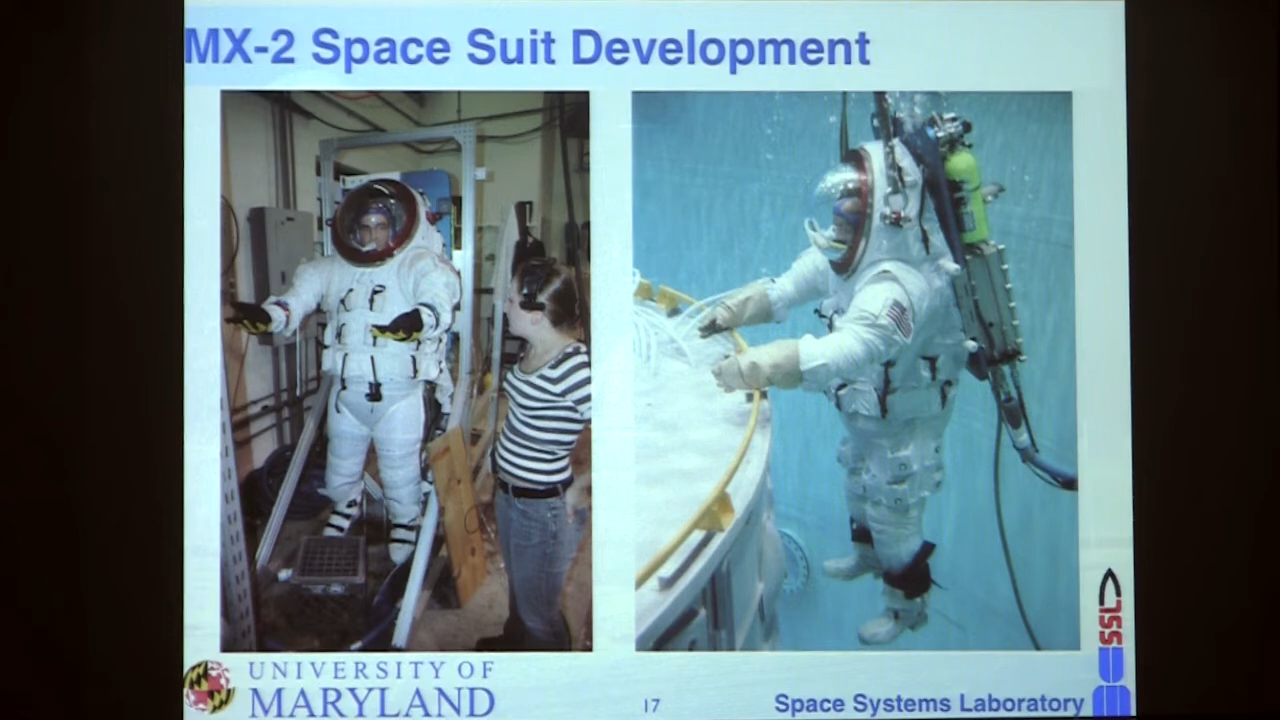 MX-2 Space Suit Development
UNIVERSITY OF
MARYLAND
17
Space Systems Laboratory
SSL